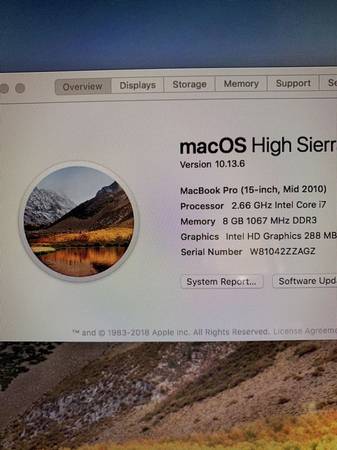 Overview Displays Storage Memory Support
macOS High Sierr
Version 10.13.6
MacBook Pro (15-inch, Mid 2010)
Processor 2.66 GHz Intel Core i7
Memory 8 GB 1067 MHz DDR3
Graphics Intel HD Graphics 288 MB
Serial Number W81042ZZAGZ
System Report... Software Upd
™ and © 1983-2018 Apple Inc. All Rights Reserved. License Agreem